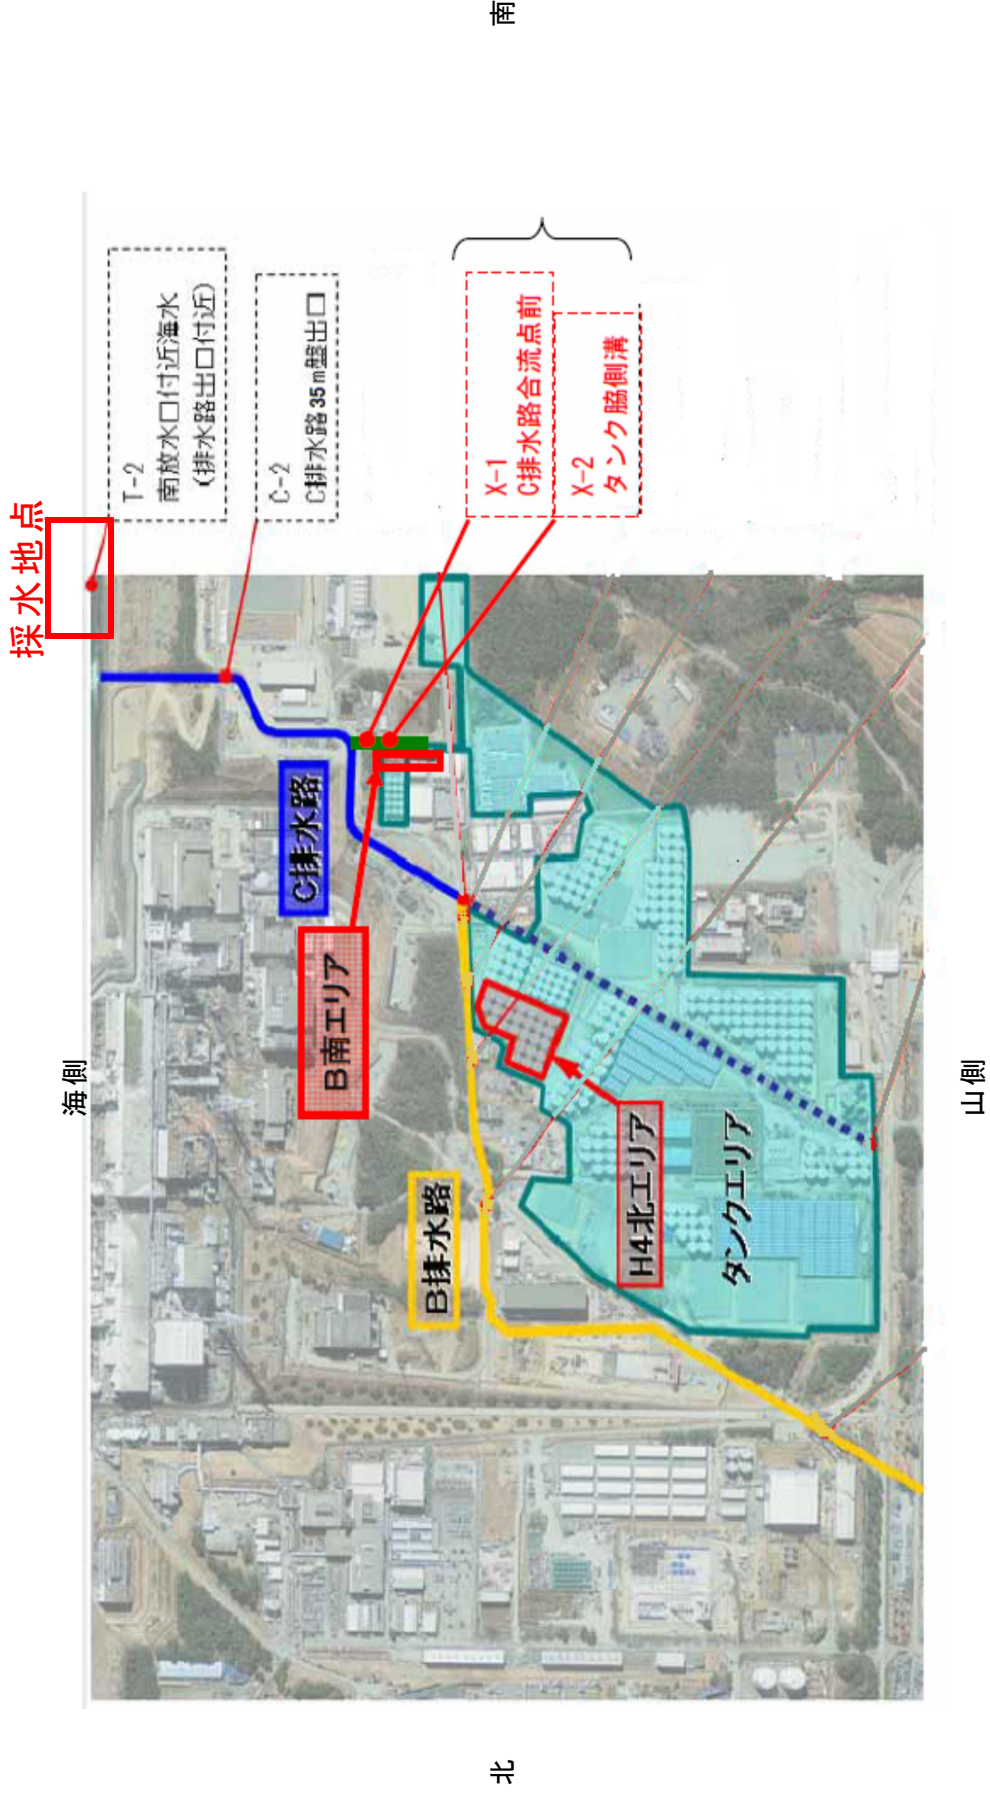 南
採水地点
T-2
南放水口付近海水
(排水路出口付近)
C-2
C排水路35m盤出口
X-1
C排水路合流点前
X-2
タンク脇側溝
C排水路
B南エリア
海側
山側
B排水路
H4北エリア
タンクエリア
北